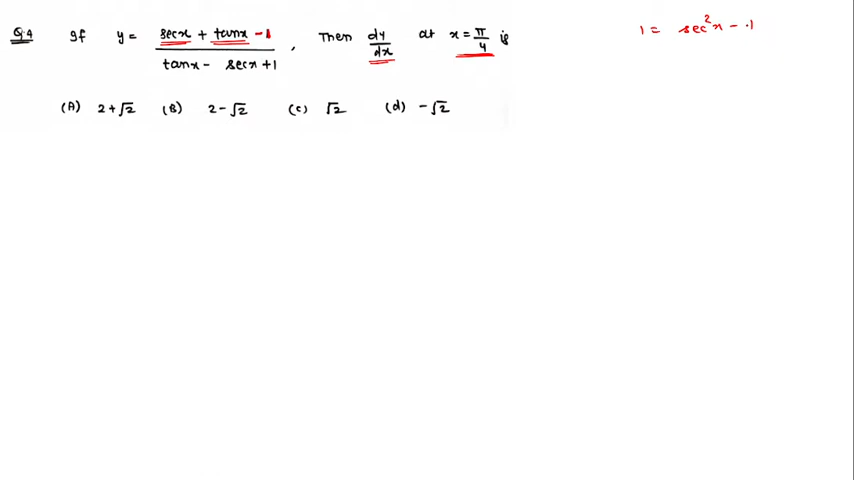 Q.4 If y = secx + tanx - 1 / tanx - secx + 1 , Then dy/dx at x = π/4 is
(A) 2+√2 (B) 2-√2 (c) √2 (d) -√2
1 = sec²x - 1